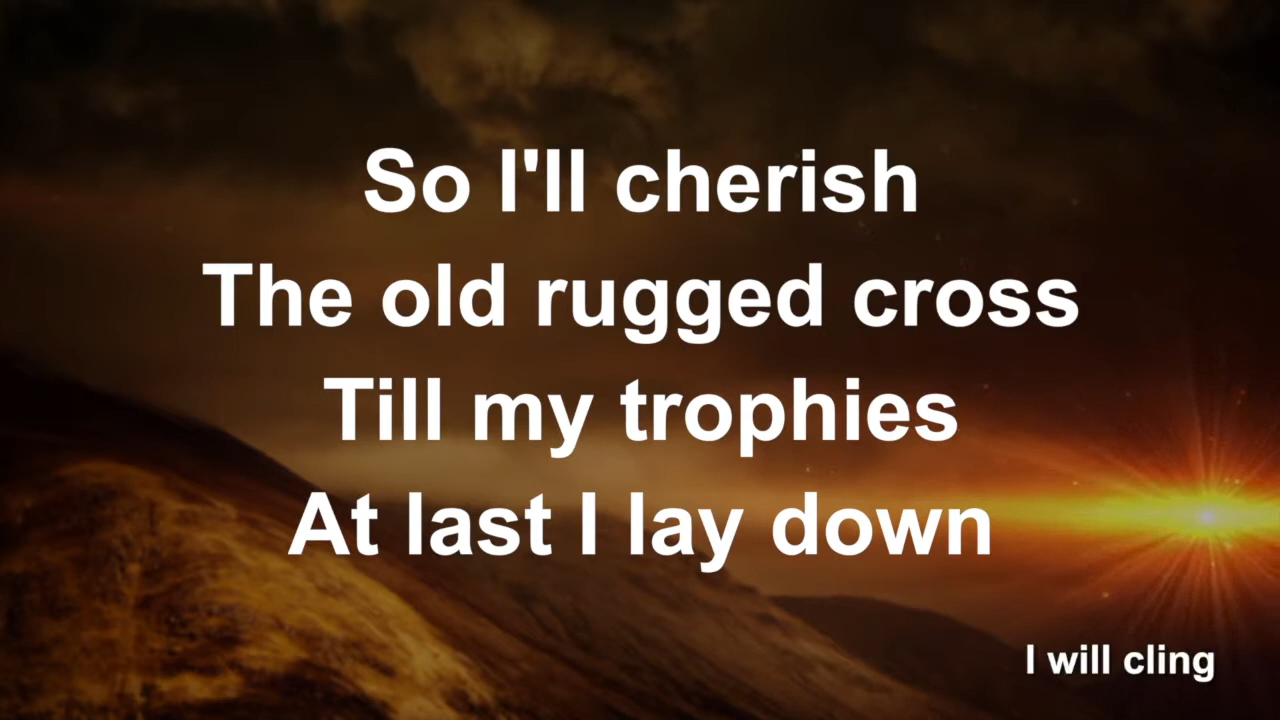 So I'll cherish
The old rugged cross
Till my trophies
At last I lay down
I will cling